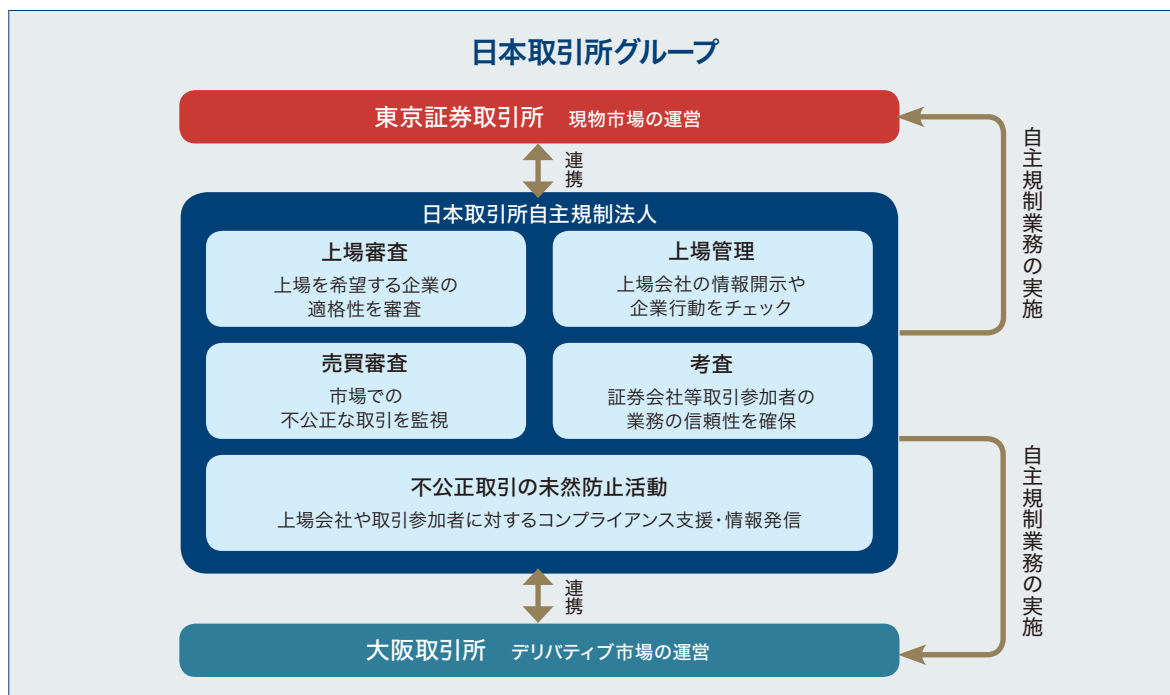 日本取引所グループ
東京証券取引所 現物市場の運営
連携
自主規制業務の実施
日本取引所自主規制法人
上場審査
上場を希望する企業の
適格性を審査
上場管理
上場会社の情報開示や
企業行動をチェック
売買審査
市場での
不公正な取引を監視
考査
証券会社等取引参加者の
業務の信頼性を確保
不公正取引の未然防止活動
上場会社や取引参加者に対するコンプライアンス支援・情報発信
自主規制業務の実施
連携
大阪取引所 デリバティブ市場の運営